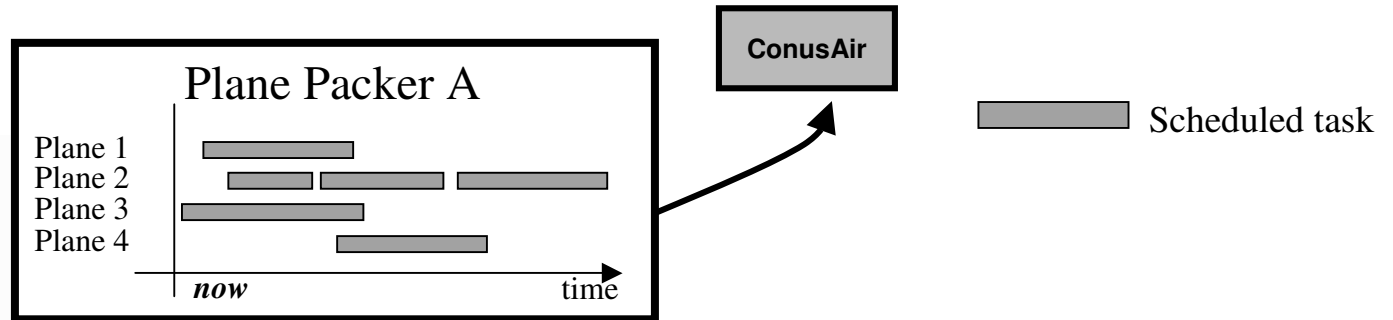 ConusAir
Plane Packer A
Scheduled task
Plane 1
Plane 2
Plane 3
Plane 4
now
time